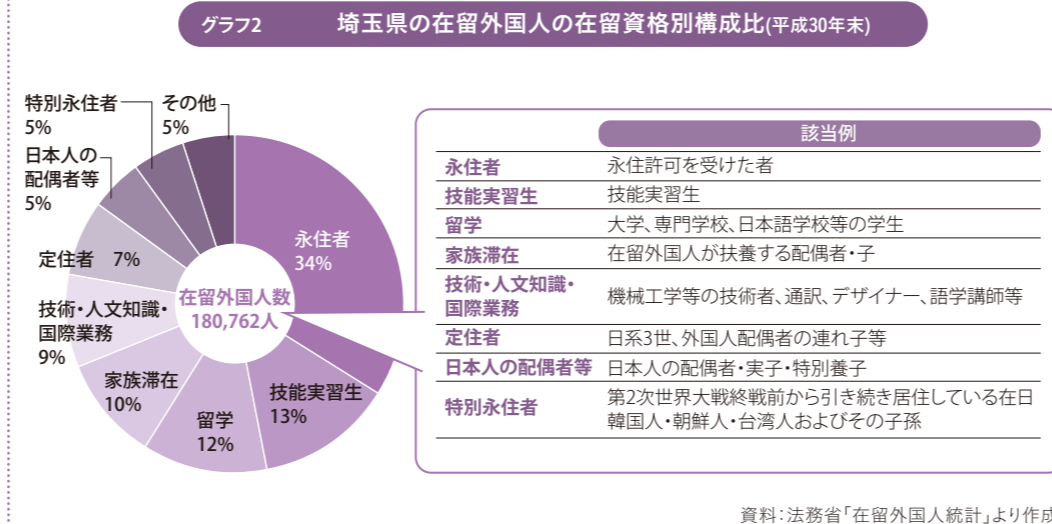 グラフ2 埼玉県の在留外国人の在留資格別構成比(平成30年末)
特別永住者
5%
その他
5%
日本人の
配偶者等
5%
定住者 7%
技術・人文知識・
国際業務
9%
家族滞在
10%
留学
12%
技能実習生
13%
永住者
34%
在留外国人数
180,762人
該当例
永住者 永住許可を受けた者
技能実習生 技能実習生
留学 大学、専門学校、日本語学校等の学生
家族滞在 在留外国人が扶養する配偶者・子
技術・人文知識・
国際業務
機械工学等の技術者、通訳、デザイナー、語学講師等
定住者 日系3世、外国人配偶者の連れ子等
日本人の配偶者等 日本人の配偶者・実子・特別養子
特別永住者
第2次世界大戦終戦前から引き続き居住している在日
韓国人・朝鮮人・台湾人およびその子孫
資料：法務省「在留外国人統計」より作成